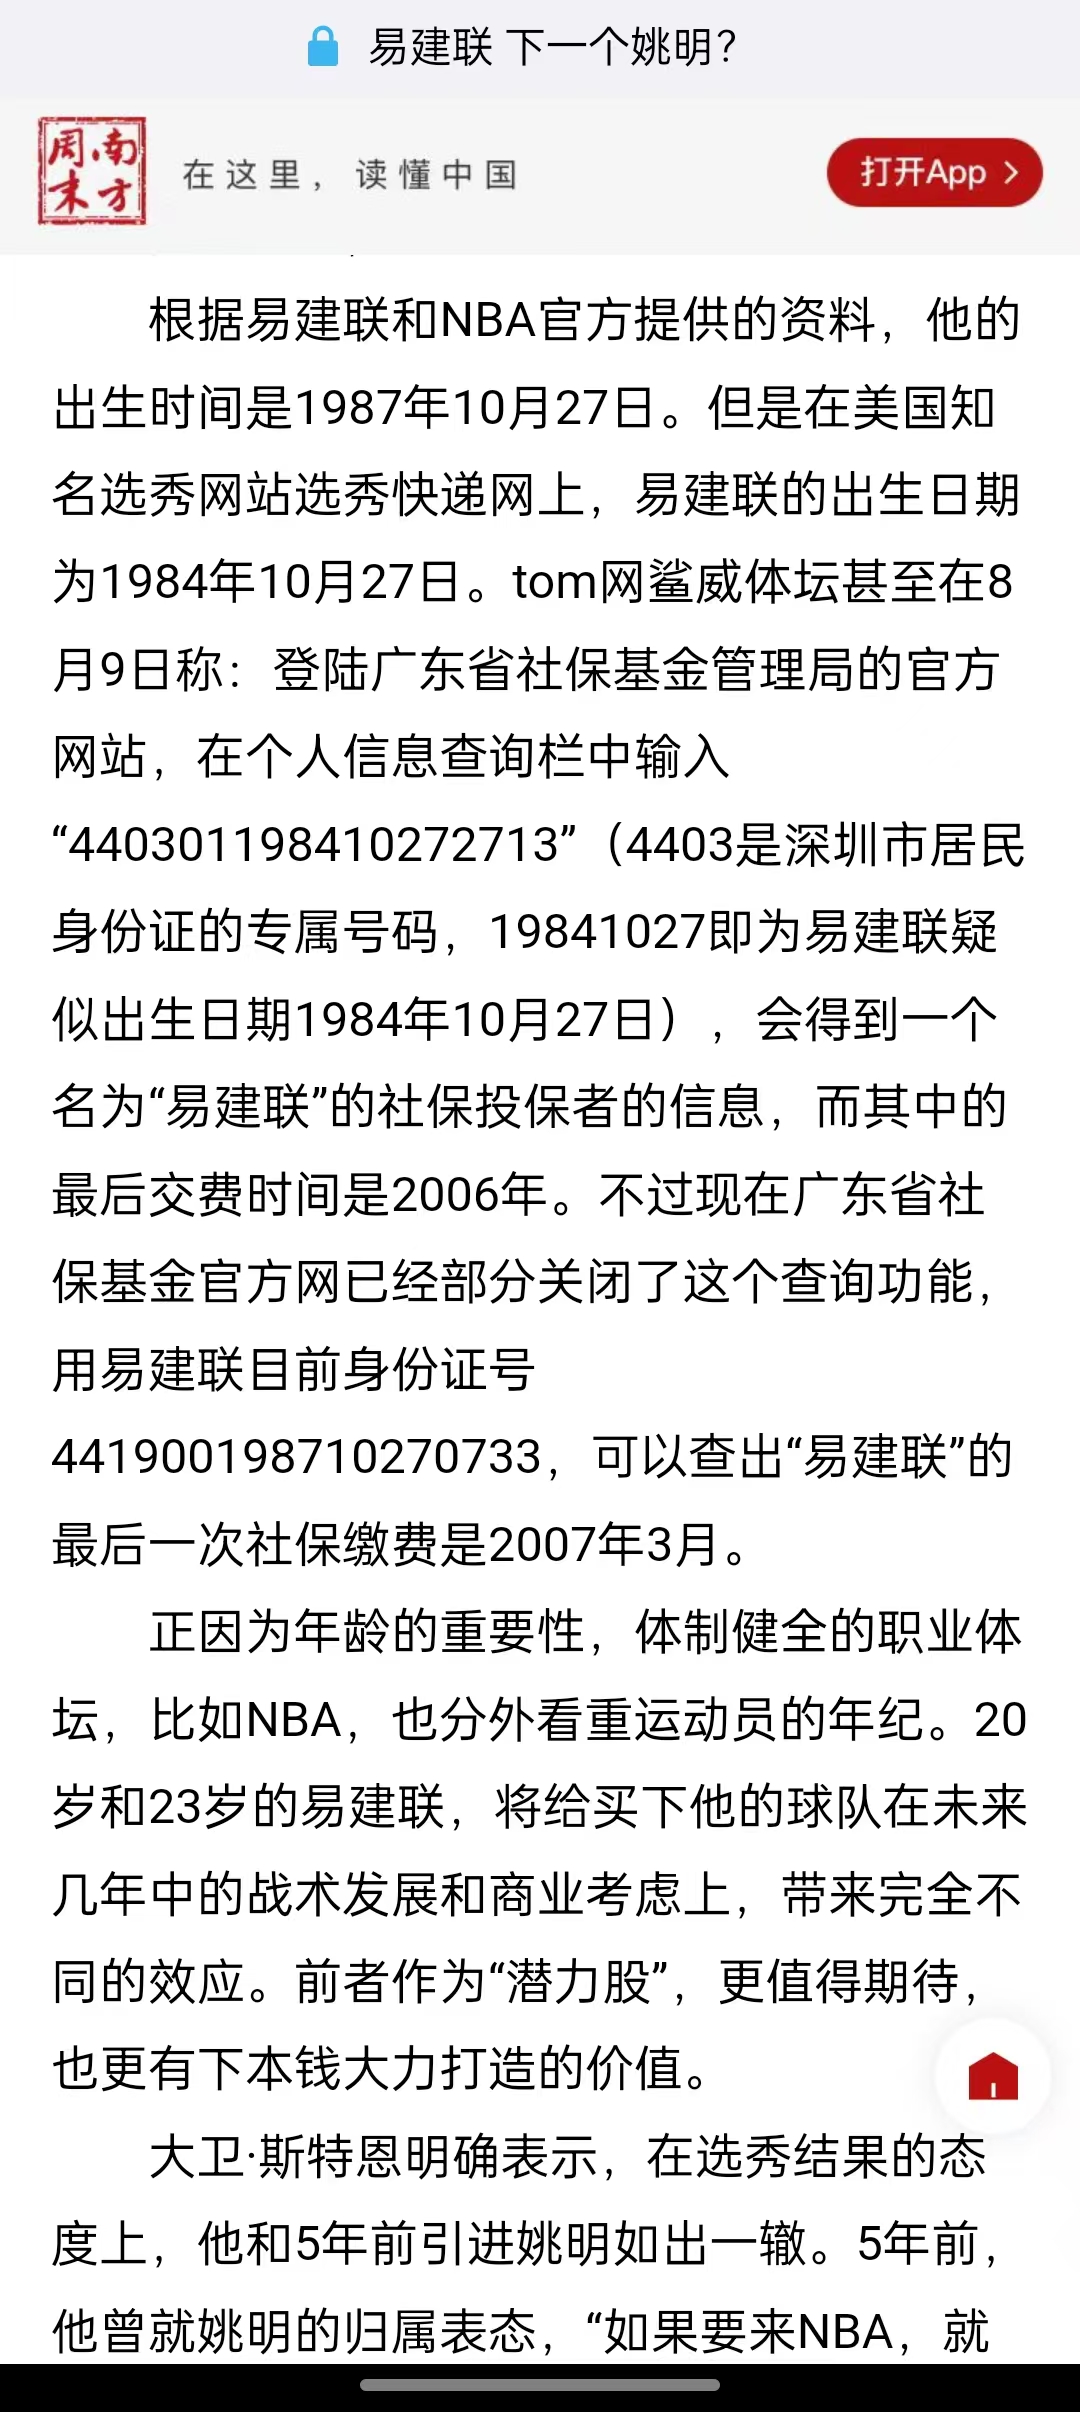 易建联 下一个姚明？
南方周末
在这里，读懂中国
打开App
根据易建联和NBA官方提供的资料，他的
出生时间是1987年10月27日。但是在美国知
名选秀网站选秀快递网上，易建联的出生日期
为1984年10月27日。tom网鲨威体坛甚至在8
月9日称：登陆广东省社保基金管理局的官方
网站，在个人信息查询栏中输入
“440301198410272713”（4403是深圳市居民
身份证的专属号码，19841027即为易建联疑
似出生日期1984年10月27日），会得到一个
名为“易建联”的社保投保者的信息，而其中的
最后交费时间是2006年。不过现在广东省社
保基金官方网已经部分关闭了这个查询功能，
用易建联目前身份证号
441900198710270733，可以查出“易建联”的
最后一次社保缴费是2007年3月。
正因为年龄的重要性，体制健全的职业体
坛，比如NBA，也分外看重运动员的年纪。20
岁和23岁的易建联，将给买下他的球队在未来
几年中的战术发展和商业考虑上，带来完全不
同的效应。前者作为“潜力股”，更值得期待，
也更有下本钱大力打造的价值。
大卫·斯特恩明确表示，在选秀结果的态
度上，他和5年前引进姚明如出一辙。5年前，
他曾就姚明的归属表态，“如果要来NBA，就